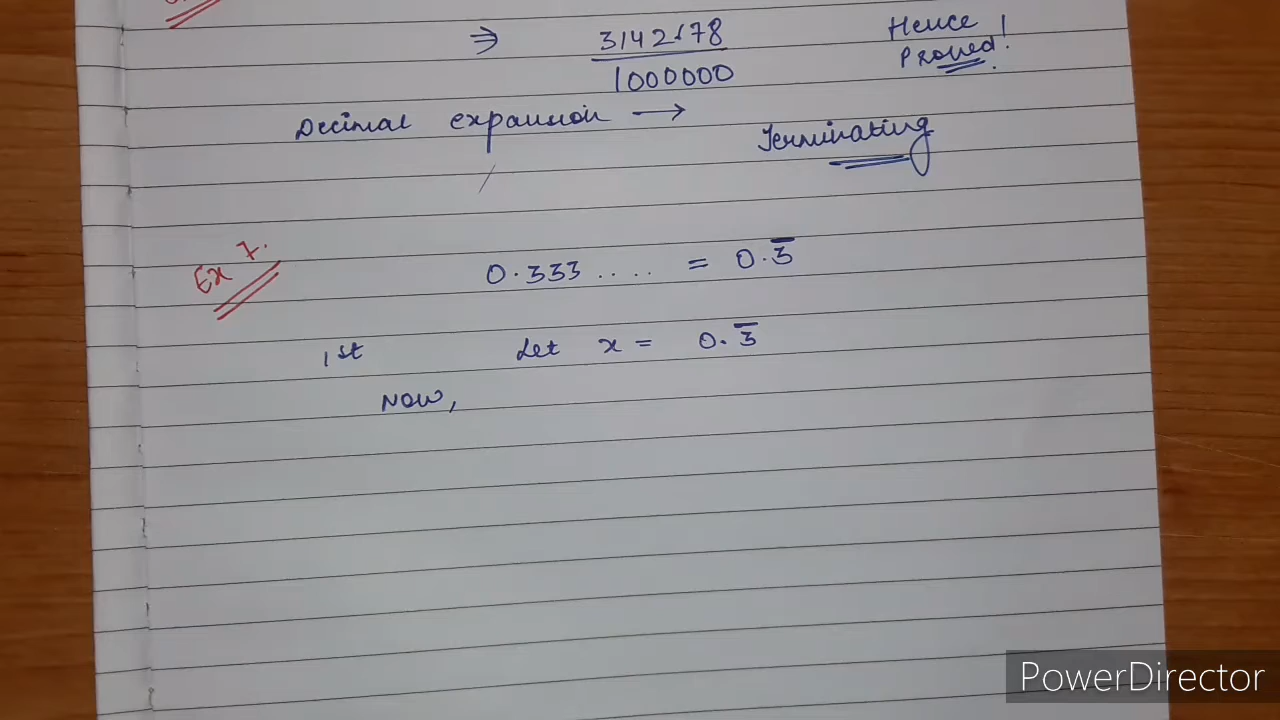 ⇒ 3142678 Hence
1000000 Proved!
Decimal expansion → Terminating
Ex 7. 0.333.... = 0.3̅
1st Let x = 0.3̅
Now,
PowerDirector